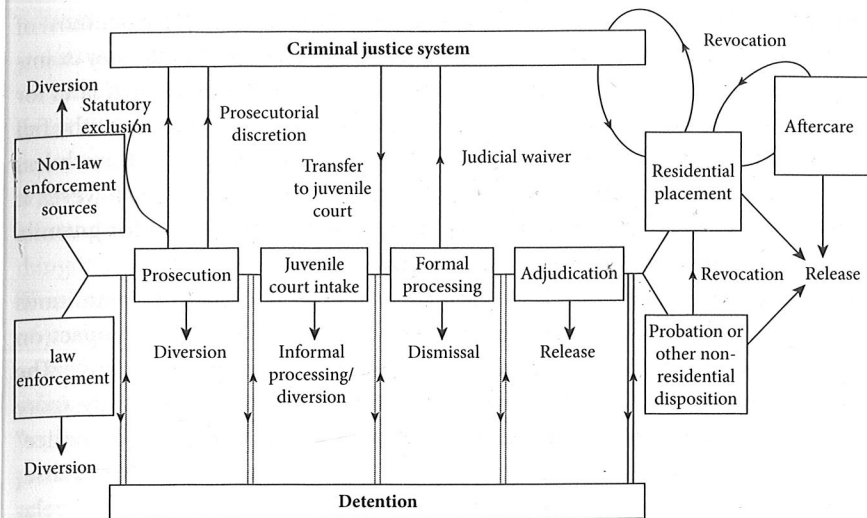 Criminal justice system
Revocation
Diversion
Statutory
exclusion
Prosecutorial
discretion
Aftercare
Non-law
enforcement
sources
Transfer
to juvenile
court
Judicial waiver
Residential
placement
Prosecution
Juvenile
court intake
Formal
processing
Adjudication
Revocation
Release
law
enforcement
Diversion
Informal
processing/
diversion
Dismissal
Release
Probation or
other non-
residential
disposition
Diversion
Detention